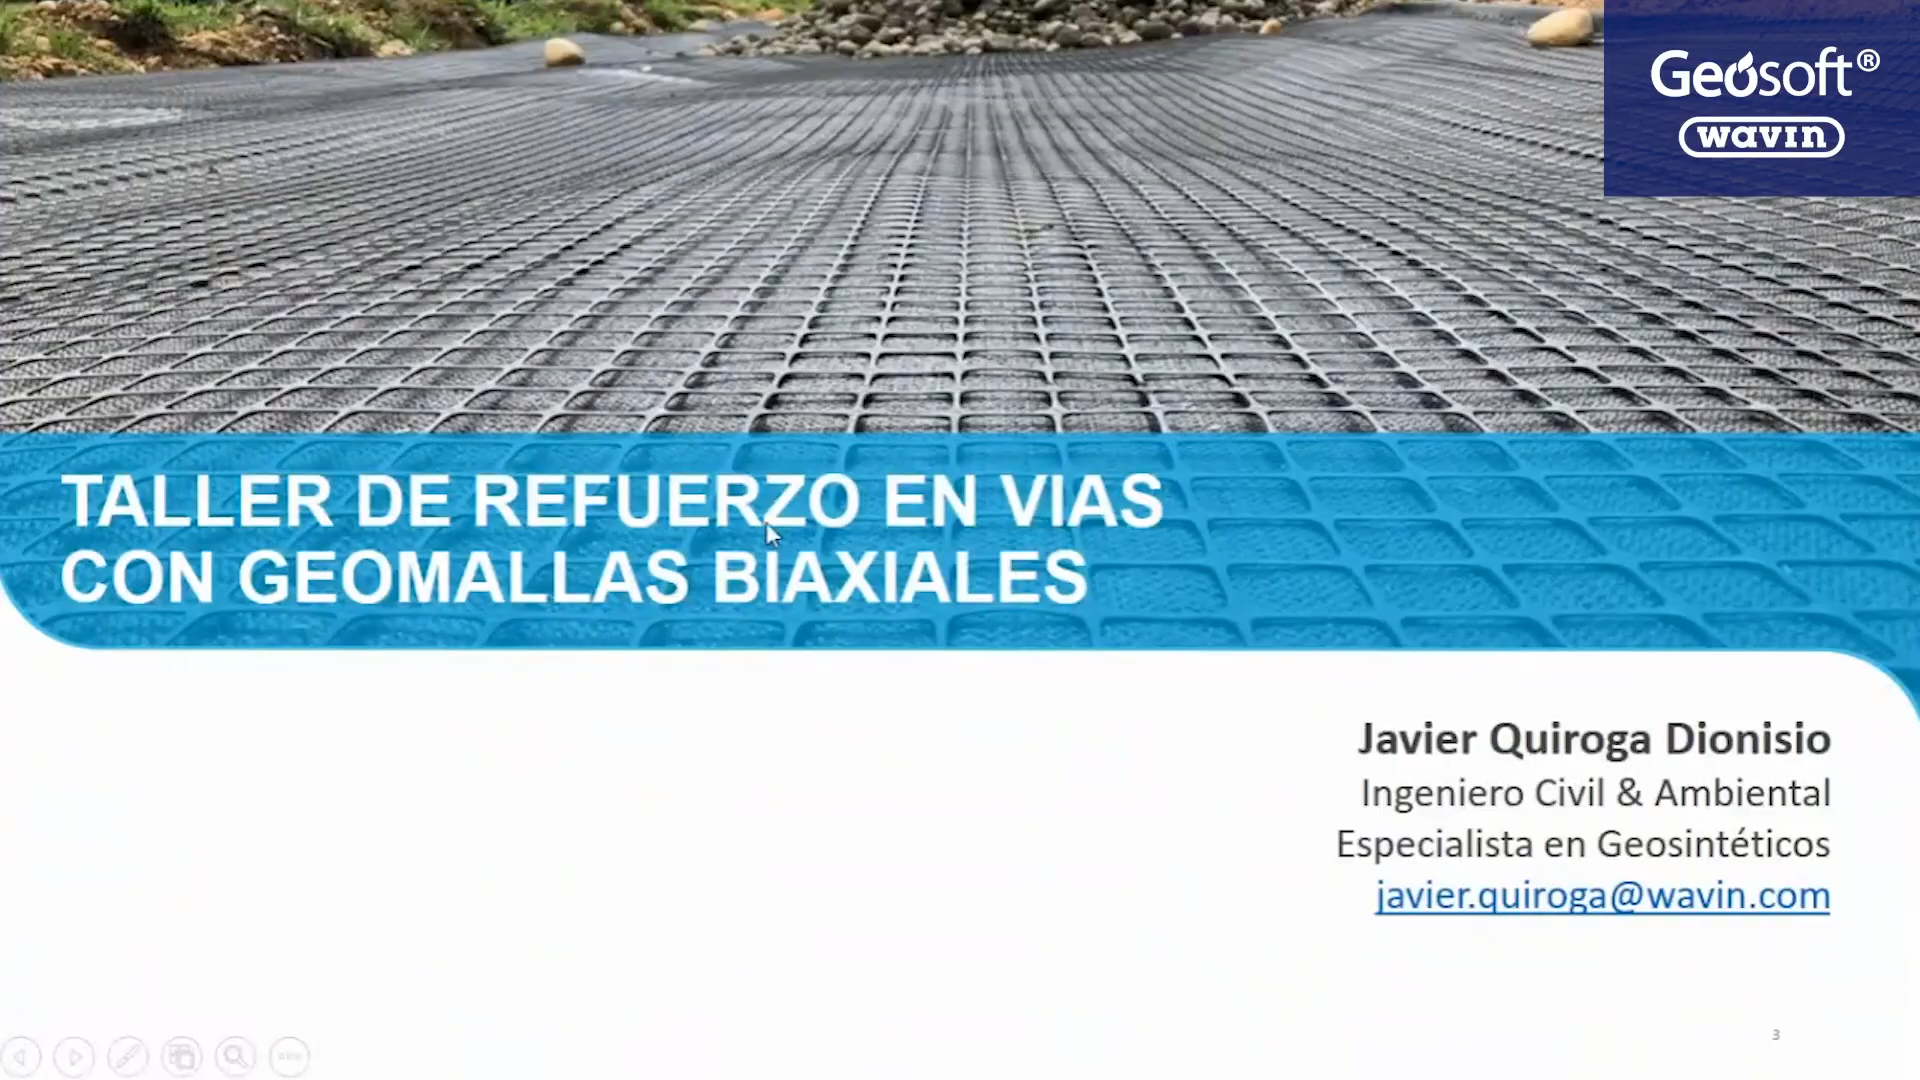 Geosoft®
wavin
TALLER DE REFUERZO EN VIAS
CON GEOMALLAS BIAXIALES
Javier Quiroga Dionisio
Ingeniero Civil & Ambiental
Especialista en Geosintéticos
javier.quiroga@wavin.com
3